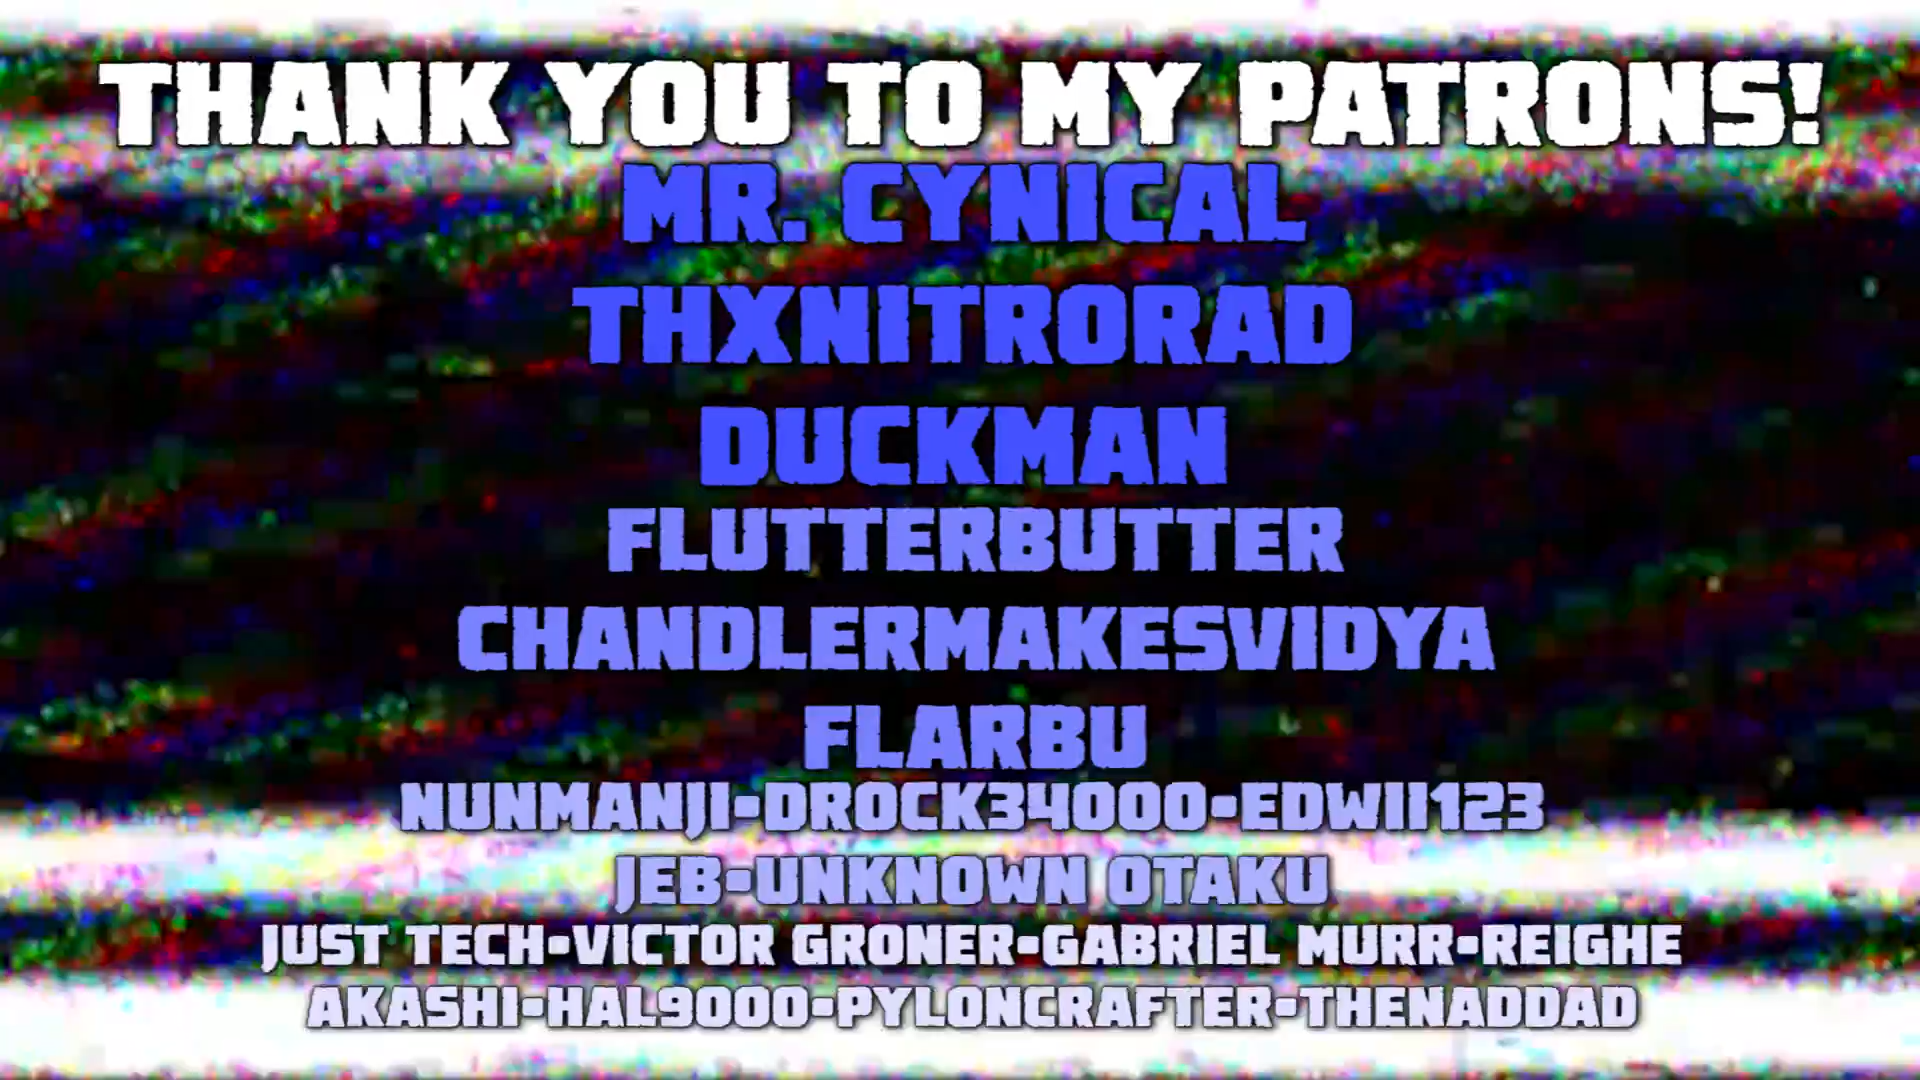 THANK YOU TO MY PATRONS!
MR. CYNICAL
THXNITRORAD
DUCKMAN
FLUTTERBUTTER
CHANDLERMAKESVIDYA
FLARBU
NUNMANJI•DROCK34000•EDWII123
JEB•UNKNOWN OTAKU
JUST TECH•VICTOR GRONER•GABRIEL MURR•REIGHE
AKASHI•HAL9000•PYLONCRAFTER•THENADDAD